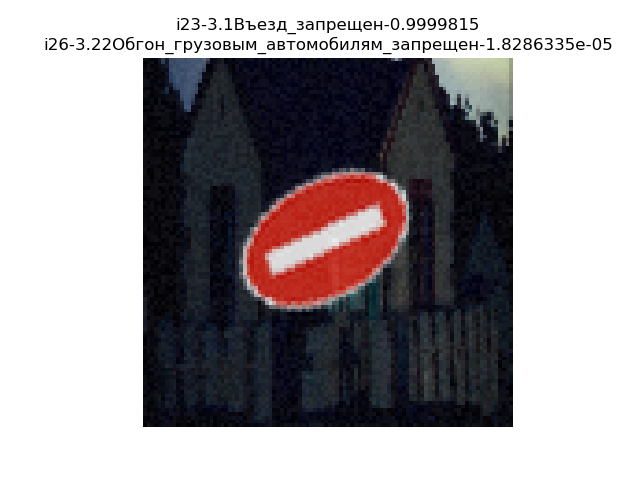 i23-3.1Въезд_запрещен-0.9999815
i26-3.22Обгон_грузовым_автомобилям_запрещен-1.8286335e-05